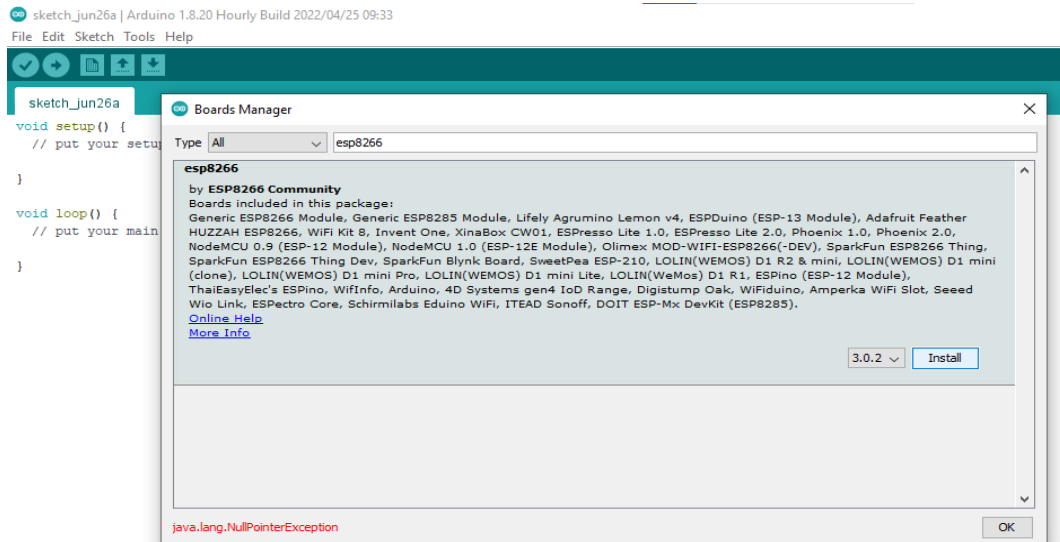 sketch_jun26a | Arduino 1.8.20 Hourly Build 2022/04/25 09:33
File Edit Sketch Tools Help
sketch_jun26a
void setup() {
// put your setup
}
void loop() {
// put your main
}
Boards Manager
Type All esp8266
esp8266
by ESP8266 Community
Boards included in this package:
Generic ESP8266 Module, Generic ESP8285 Module, Lifely Agrumino Lemon v4, ESPDuino (ESP-13 Module), Adafruit Feather
HUZZAH ESP8266, WiFi Kit 8, Invent One, XinaBox CW01, ESPresso Lite 1.0, ESPresso Lite 2.0, Phoenix 1.0, Phoenix 2.0,
NodeMCU 0.9 (ESP-12 Module), NodeMCU 1.0 (ESP-12E Module), Olimex MOD-WIFI-ESP8266(-DEV), SparkFun ESP8266 Thing,
SparkFun ESP8266 Thing Dev, SparkFun Blynk Board, SweetPea ESP-210, LOLIN(WEMOS) D1 R2 & mini, LOLIN(WEMOS) D1 mini
(clone), LOLIN(WEMOS) D1 mini Pro, LOLIN(WEMOS) D1 mini Lite, LOLIN(WeMos) D1 R1, ESPino (ESP-12 Module),
ThaiEasyElec's ESPino, WifInfo, Arduino, 4D Systems gen4 IoD Range, Digistump Oak, WiFiduino, Amperka WiFi Slot, Seeed
Wio Link, ESPectro Core, Schirmilabs Eduino WiFi, ITEAD Sonoff, DOIT ESP-Mx DevKit (ESP8285).
Online Help
More Info
3.0.2 Install
java.lang.NullPointerException
OK